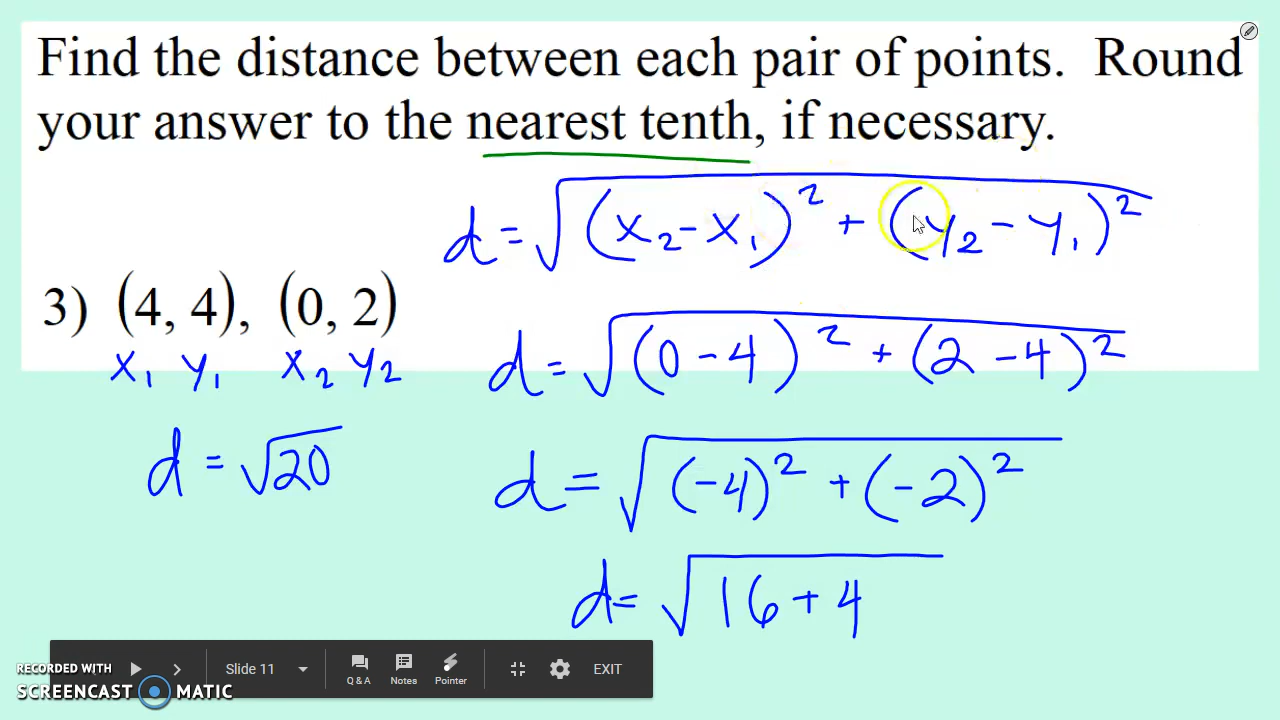 Find the distance between each pair of points. Round
your answer to the nearest tenth, if necessary.
d = √(x₂ - x₁)² + (y₂ - y₁)²
3) (4, 4), (0, 2)
x₁ y₁ x₂ y₂
d = √(0 - 4)² + (2 - 4)²
d = √20
d = √(-4)² + (-2)²
d = √16 + 4
RECORDED WITH
SCREENCAST MATIC
Slide 11
Q & A
Notes
Pointer
EXIT